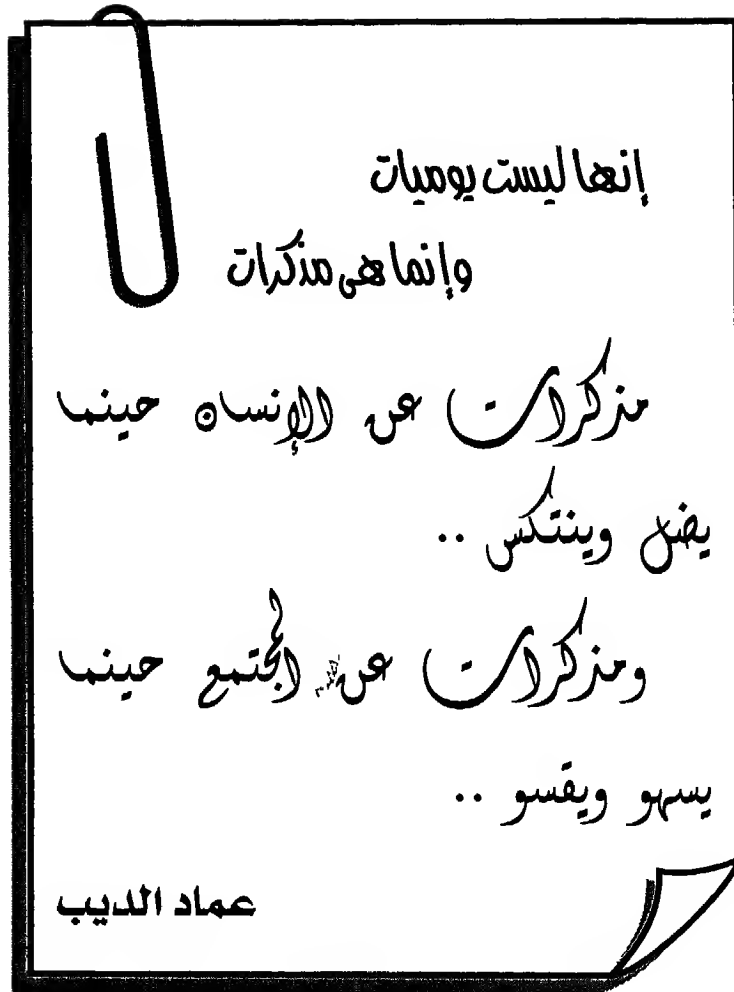 إنها ليست يوميات
وإنما هى مذكرات
مذكرات عن الإنسان حينما
يضل وينتكس ..
ومذكرات عن المجتمع حينما
يسهو ويقسو ..
عماد الديب